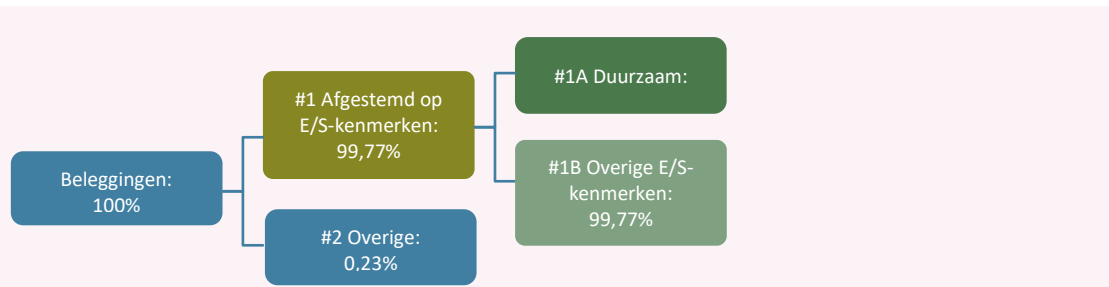 Beleggingen:
100%
#1 Afgestemd op
E/S-kenmerken:
99,77%
#2 Overige:
0,23%
#1A Duurzaam:
#1B Overige E/S-
kenmerken:
99,77%